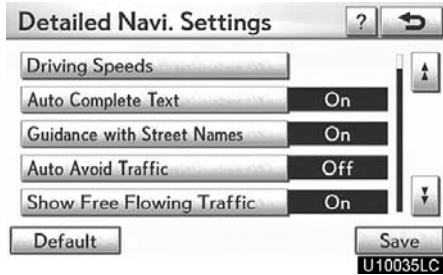 Detailed Navi. Settings ?
Driving Speeds
Auto Complete Text On
Guidance with Street Names On
Auto Avoid Traffic Off
Show Free Flowing Traffic On
Default Save
U10035LC